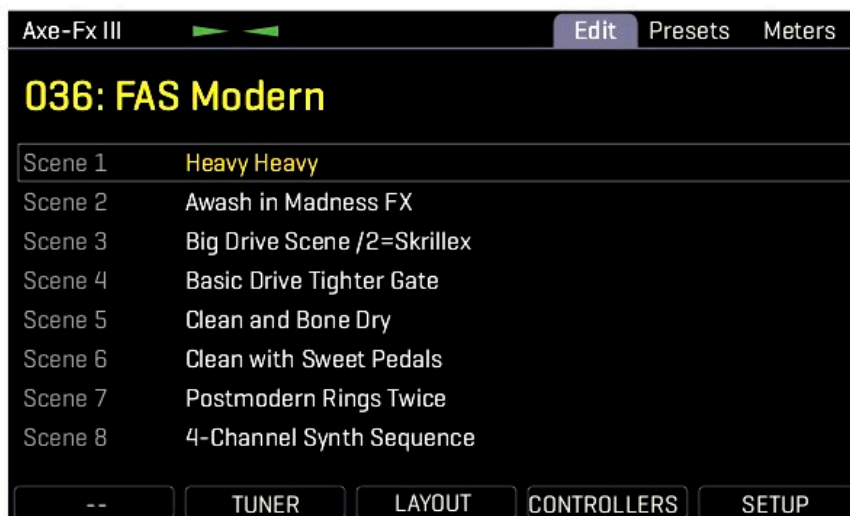 Axe-Fx III Edit Presets Meters
036: FAS Modern
Scene 1 Heavy Heavy
Scene 2 Awash in Madness FX
Scene 3 Big Drive Scene /2=Skrillex
Scene 4 Basic Drive Tighter Gate
Scene 5 Clean and Bone Dry
Scene 6 Clean with Sweet Pedals
Scene 7 Postmodern Rings Twice
Scene 8 4-Channel Synth Sequence
-- TUNER LAYOUT CONTROLLERS SETUP